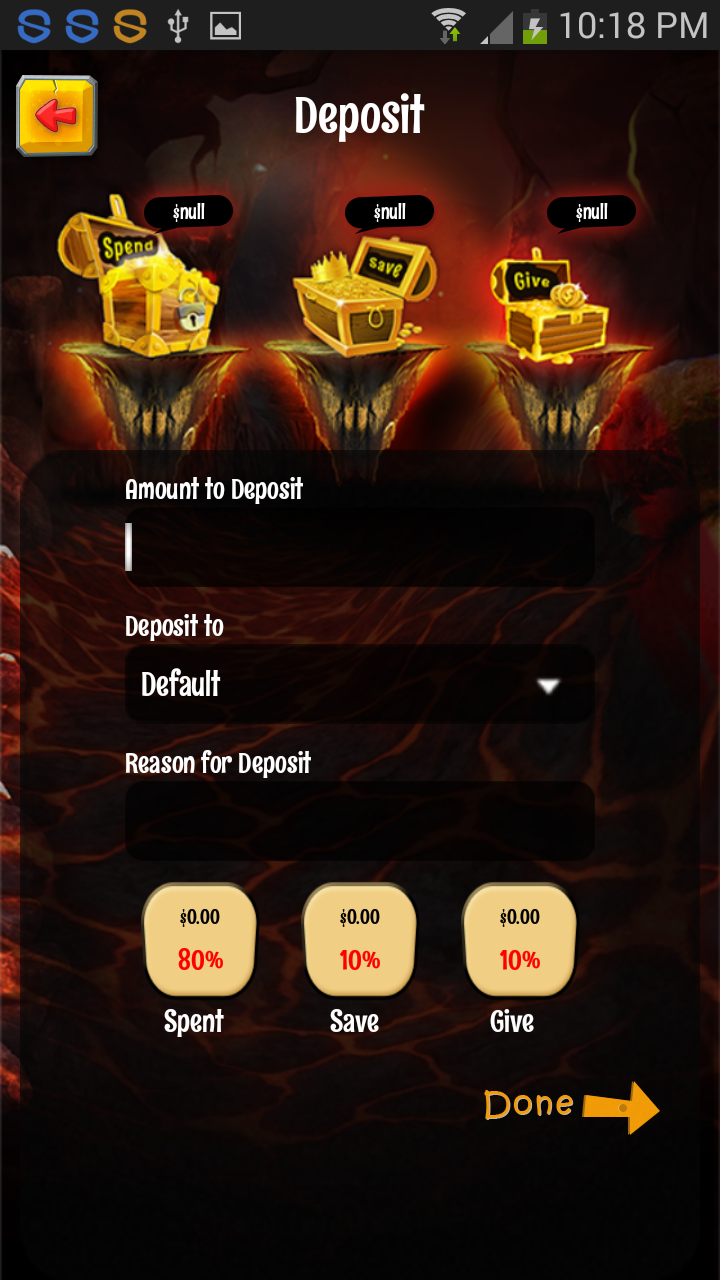 10:18 PM
Deposit
$null
$null
$null
Spend
save
Give
Amount to Deposit
Deposit to
Default
Reason for Deposit
$0.00
$0.00
$0.00
80%
10%
10%
Spent
Save
Give
Done